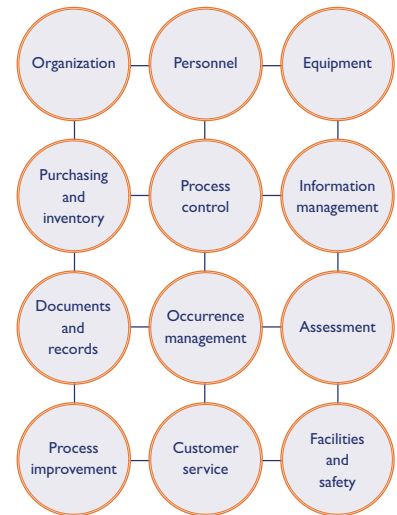 Organization
Personnel
Equipment
Purchasing
and
inventory
Process
control
Information
management
Documents
and
records
Occurrence
management
Assessment
Process
improvement
Customer
service
Facilities
and
safety